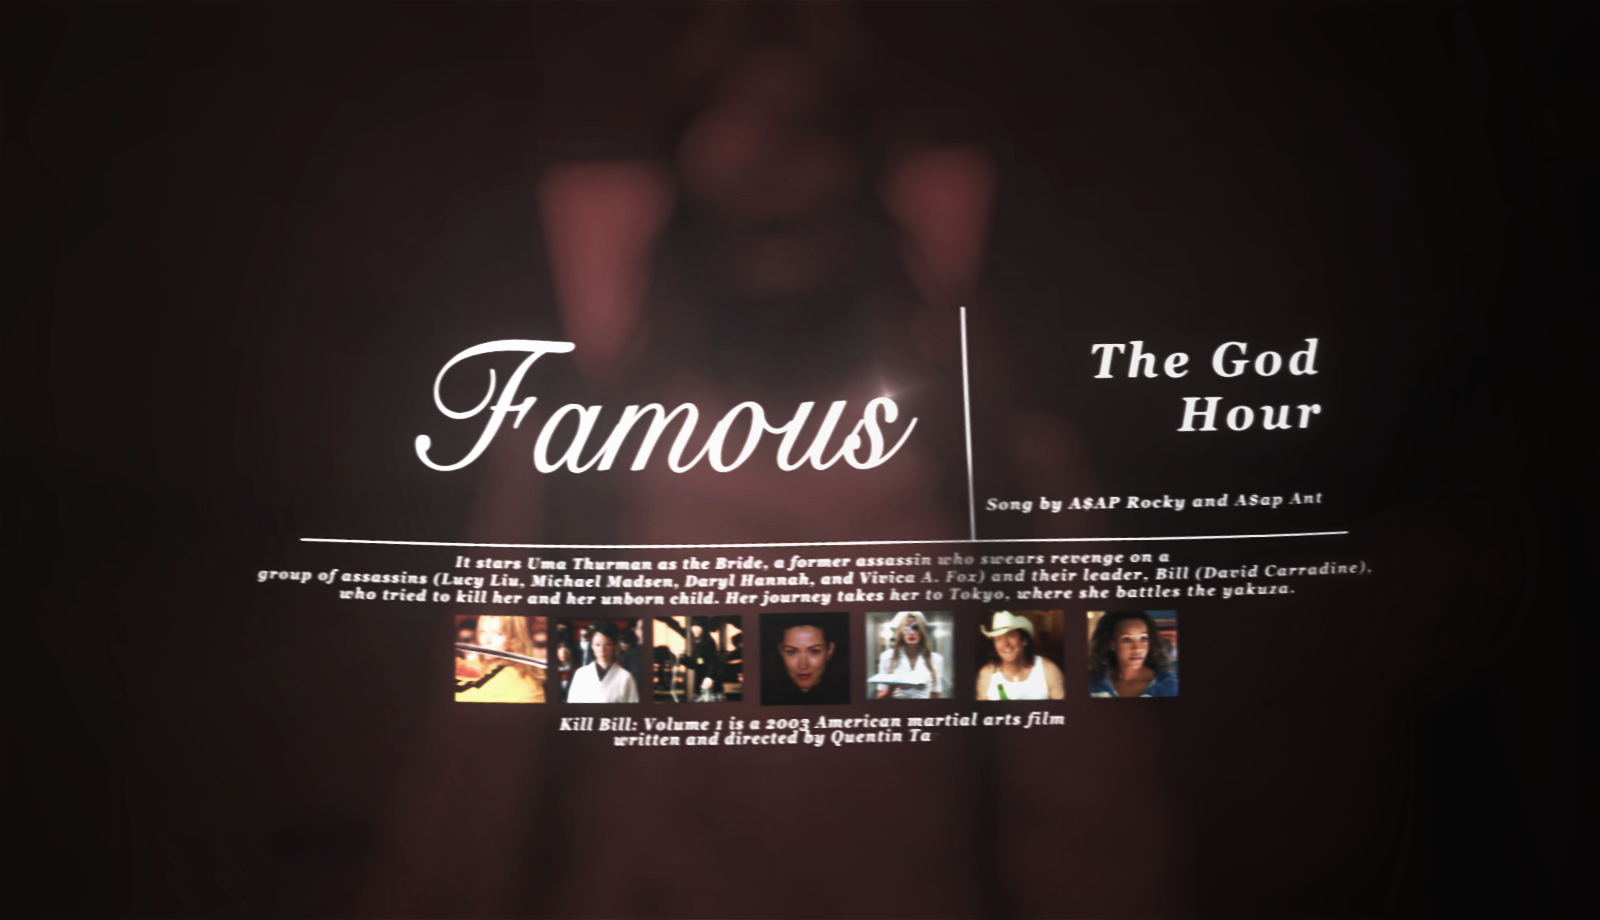 Famous
The God
Hour
Song by A$AP Rocky and A$ap Ant
It stars Uma Thurman as the Bride, a former assassin who swears revenge on a
group of assassins (Lucy Liu, Michael Madsen, Daryl Hannah, and Vivica A. Fox) and their leader, Bill (David Carradine),
who tried to kill her and her unborn child. Her journey takes her to Tokyo, where she battles the yakuza.
Kill Bill: Volume 1 is a 2003 American martial arts film
written and directed by Quentin Ta